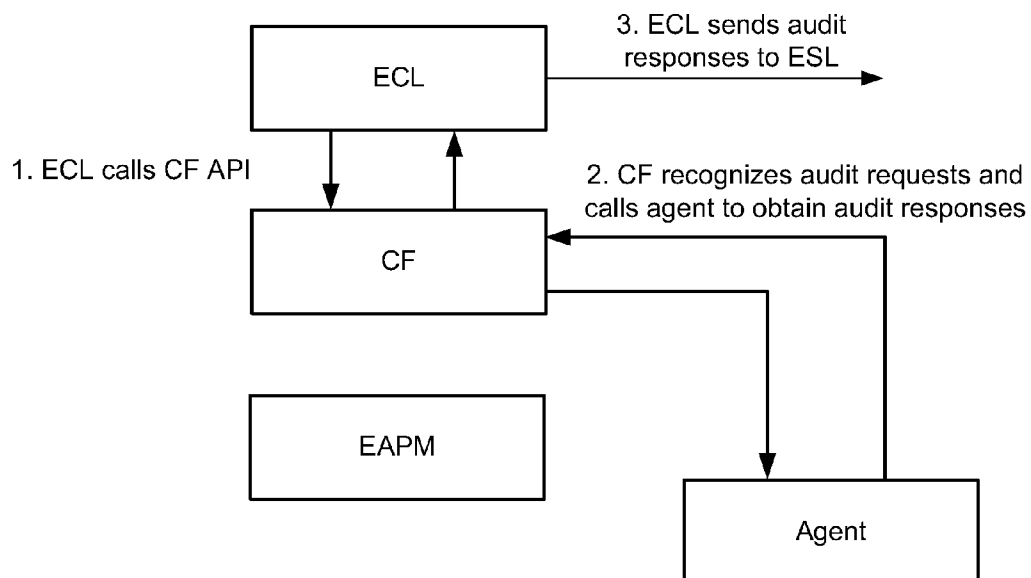 3. ECL sends audit
responses to ESL
ECL
1. ECL calls CF API
2. CF recognizes audit requests and
calls agent to obtain audit responses
CF
EAPM
Agent